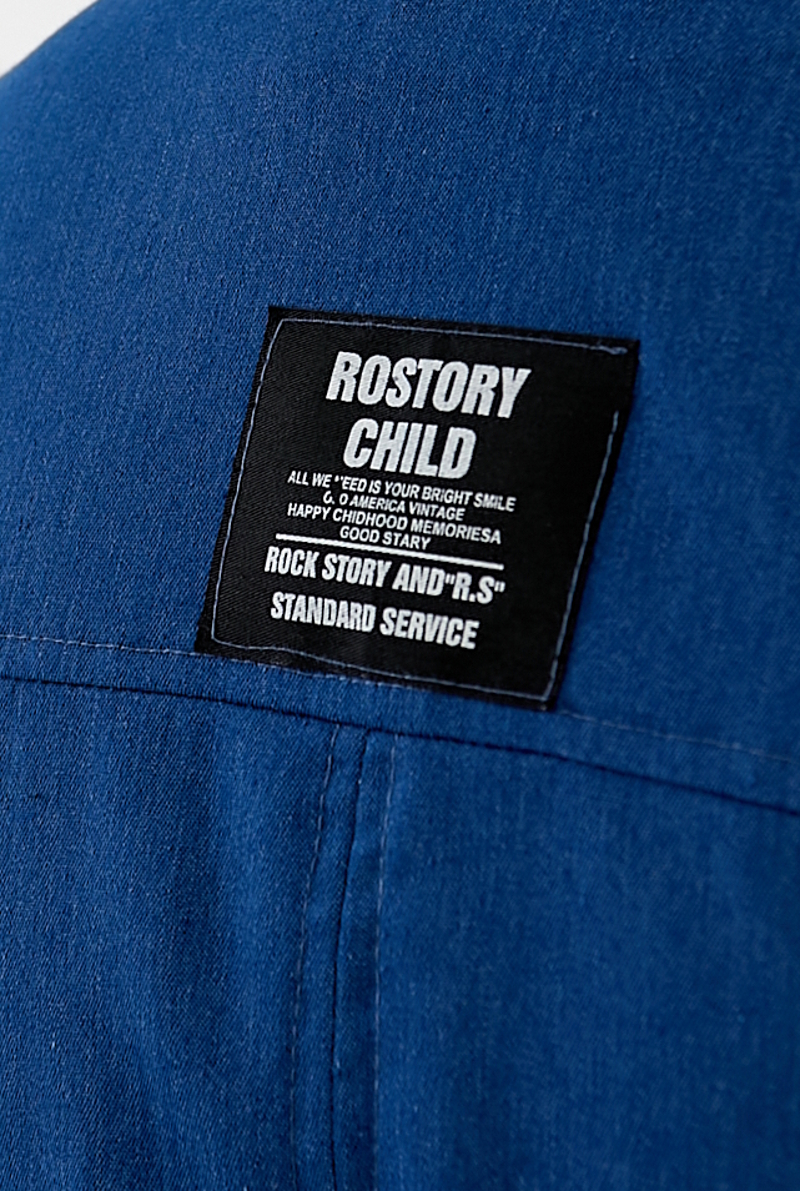 ROSTORY
CHILD
ALL WE IS YOUR BRIGHT SMILE
AMERICA VINTAGE
HAPPY CHIDHOOD MEMORIESA
GOOD STARY
ROCK STORY AND"R.S"
STANDARD SERVICE